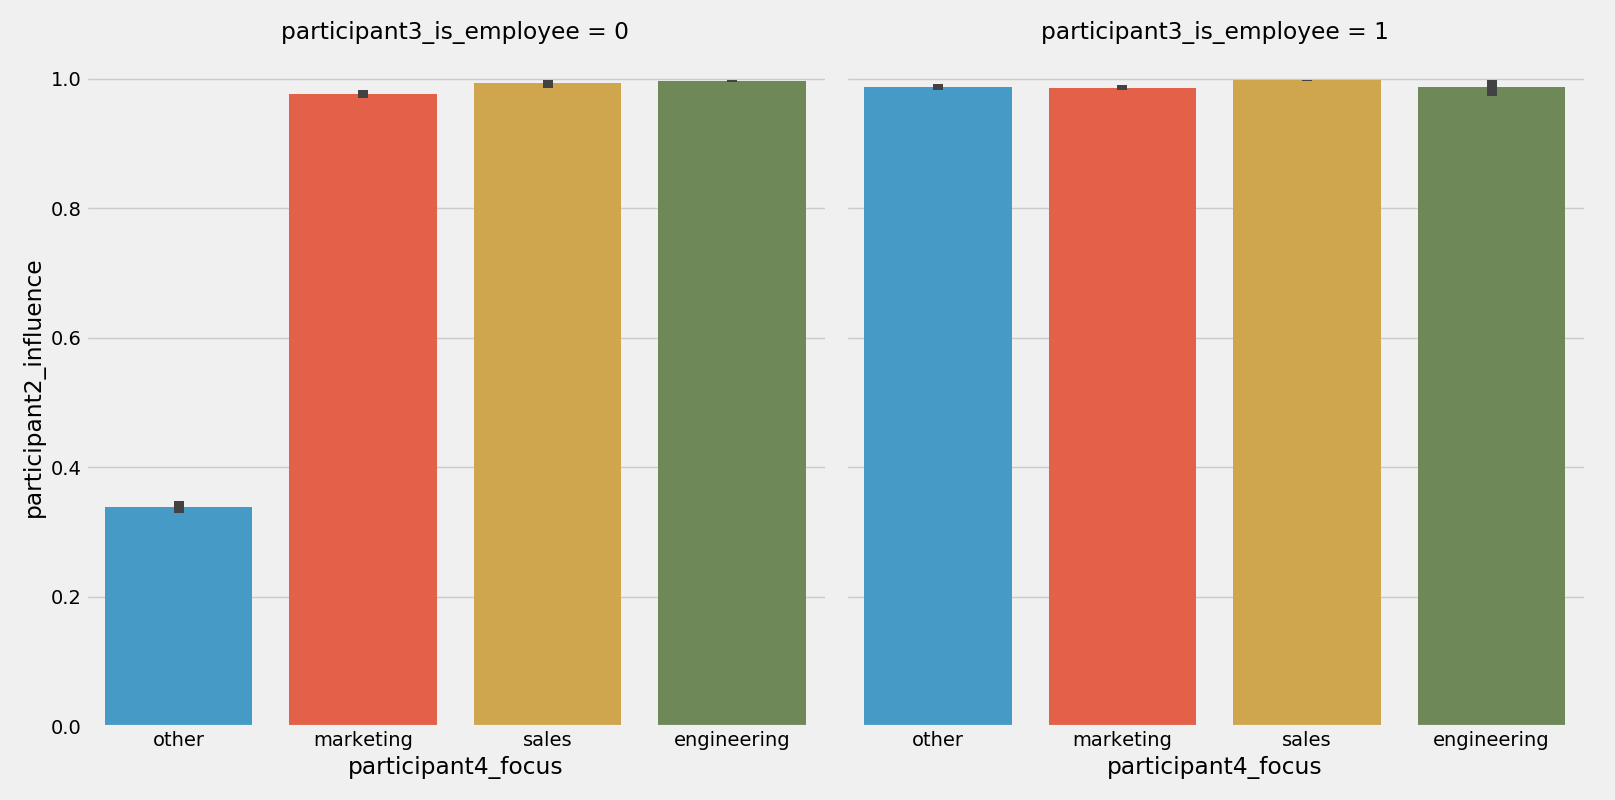 participant3_is_employee = 0
participant3_is_employee = 1
participant2_influence
1.0
0.8
0.6
0.4
0.2
0.0
other marketing sales engineering
other marketing sales engineering
participant4_focus
participant4_focus